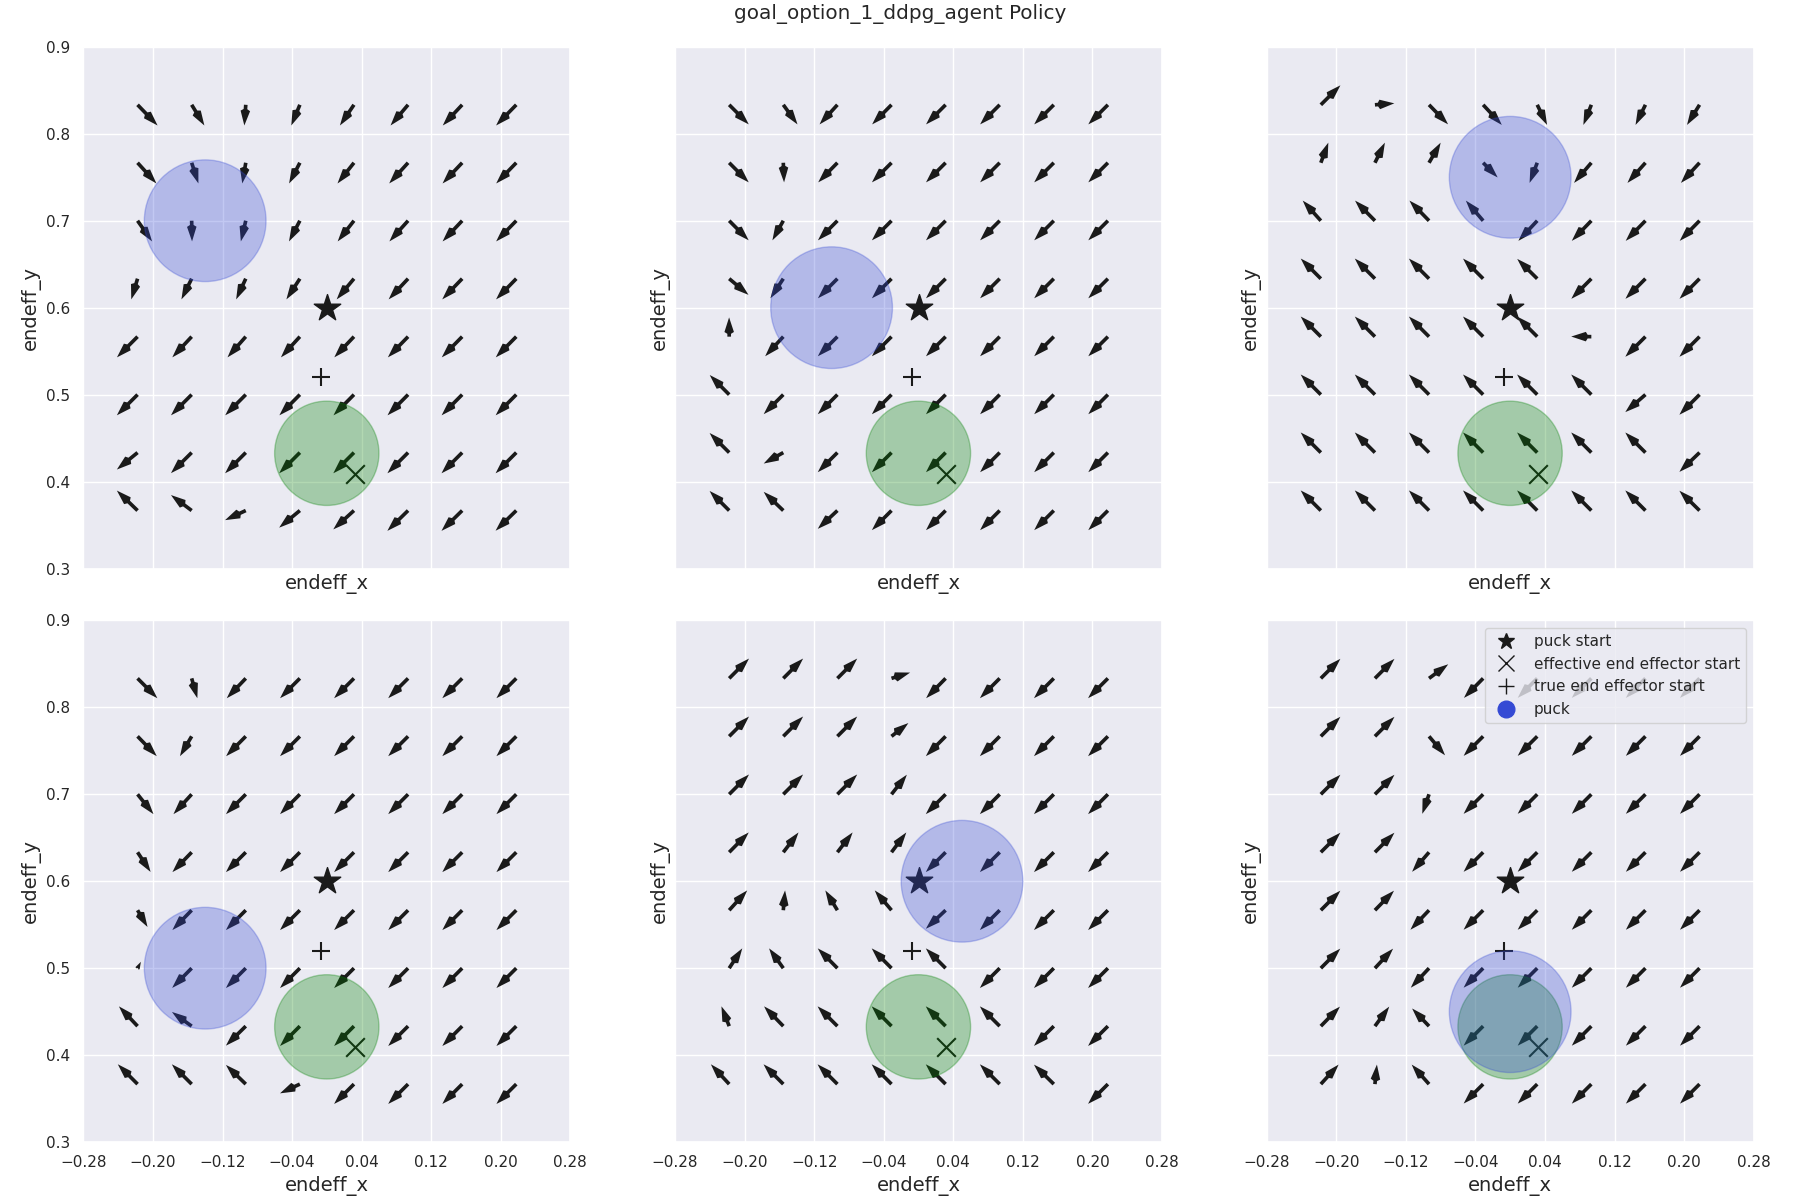 goal_option_1_ddpg_agent Policy
0.9
0.8
0.7
0.6
0.5
0.4
0.3
endeff_y
endeff_x
endeff_y
endeff_x
endeff_y
endeff_x
0.9
0.8
0.7
0.6
0.5
0.4
0.3
endeff_y
−0.28 −0.20 −0.12 −0.04 0.04 0.12 0.20 0.28
endeff_x
endeff_y
−0.28 −0.20 −0.12 −0.04 0.04 0.12 0.20 0.28
endeff_x
puck start
effective end effector start
true end effector start
puck
endeff_y
−0.28 −0.20 −0.12 −0.04 0.04 0.12 0.20 0.28
endeff_x